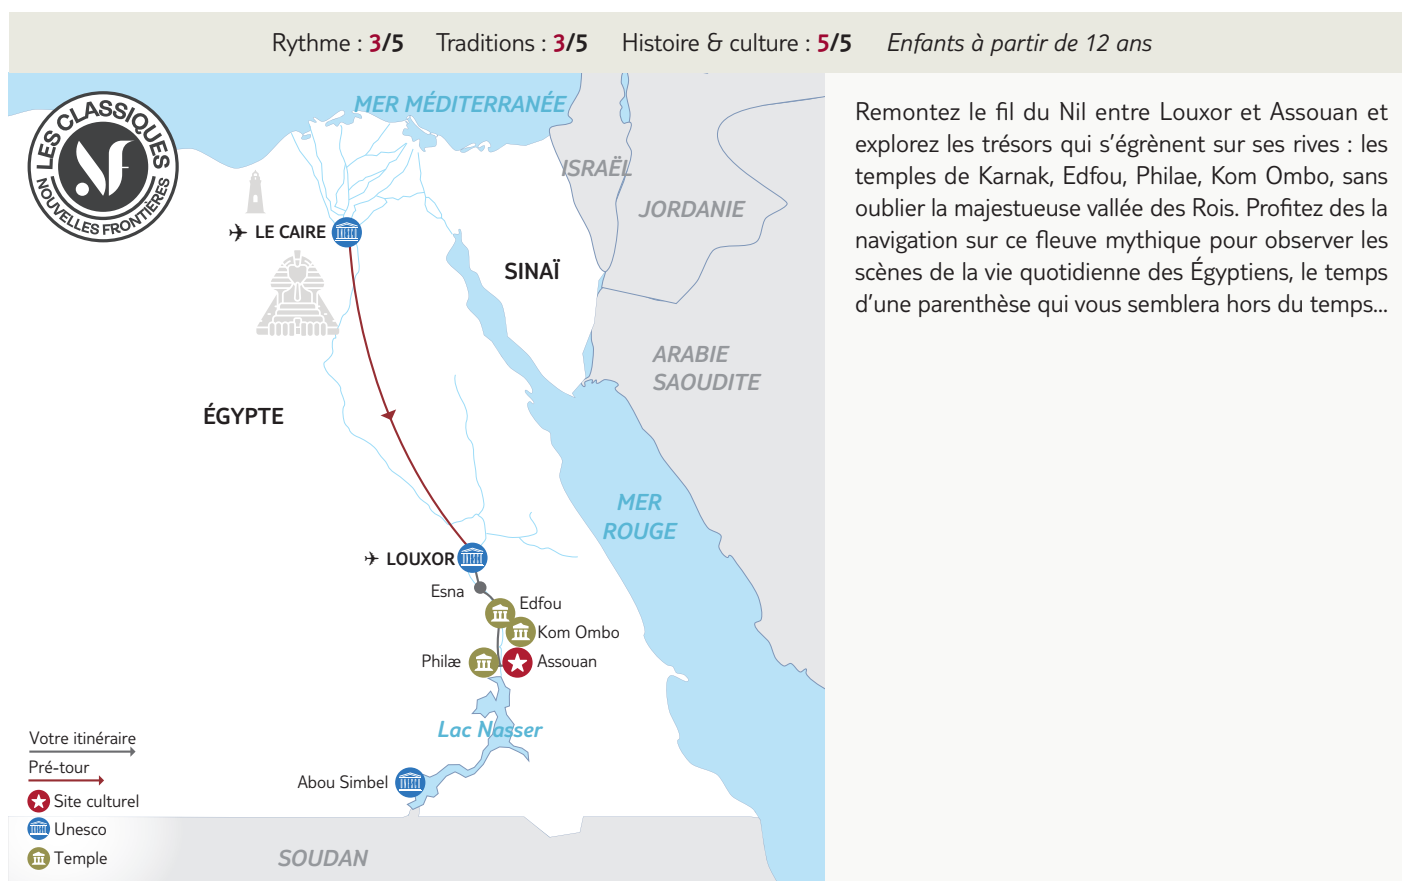 Rythme : 3/5 Traditions : 3/5 Histoire & culture : 5/5 Enfants à partir de 12 ans
LES CLASSIQUES
NF
NOUVELLES FRONTIÈRES
MER MÉDITERRANÉE
ISRAËL
JORDANIE
LE CAIRE
UNESCO
SINAÏ
ARABIE
SAOUDITE
ÉGYPTE
MER
ROUGE
LOUXOR
UNESCO
Esna
Edfou
Kom Ombo
Philæ
Assouan
Lac Nasser
Abou Simbel
UNESCO
SOUDAN
Votre itinéraire
Pré-tour
Site culturel
UNESCO
Unesco
Temple
Remontez le fil du Nil entre Louxor et Assouan et
explorez les trésors qui s’égrènent sur ses rives : les
temples de Karnak, Edfou, Philae, Kom Ombo, sans
oublier la majestueuse vallée des Rois. Profitez des la
navigation sur ce fleuve mythique pour observer les
scènes de la vie quotidienne des Égyptiens, le temps
d’une parenthèse qui vous semblera hors du temps...